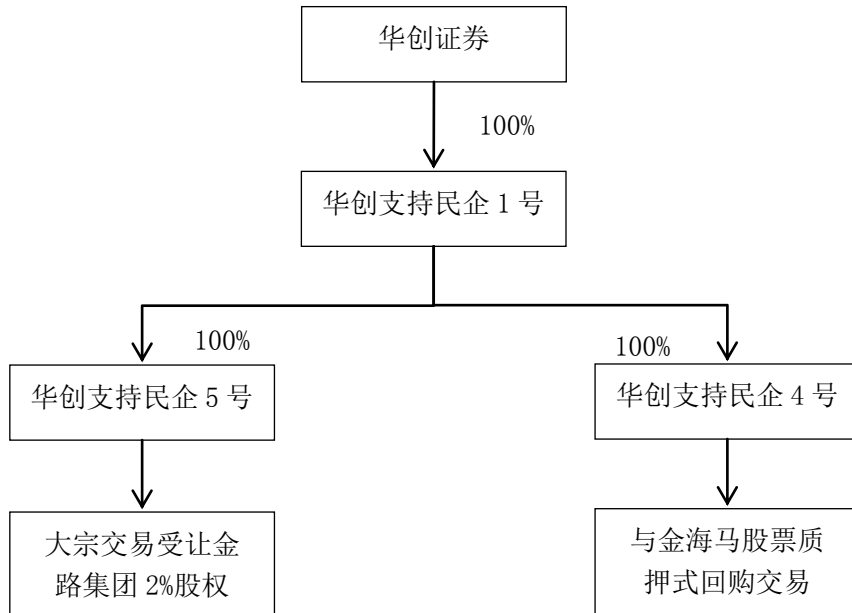 华创证券
100%
华创支持民企 1 号
100%
100%
华创支持民企 5 号
华创支持民企 4 号
大宗交易受让金
路集团 2%股权
与金海马股票质
押式回购交易